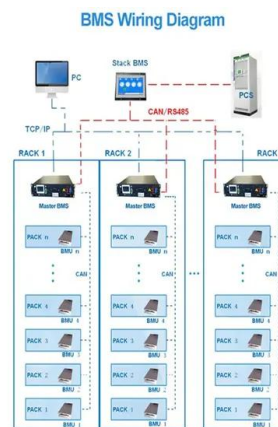 BMS Wiring Diagram
Stack BMS
PC
PCS
CAN/RS485
TCP/IP
RACK 1
RACK 2
RACK
Master BMS
Master BMS
Master BMS
PACK n
BMU n
PACK n
BMU n
PACK n
BMU n
CAN
CAN
CAN
PACK 4
BMU 4
PACK 4
BMU 4
PACK 4
BMU 4
PACK 3
BMU 3
PACK 3
BMU 3
PACK 3
BMU 3
PACK 2
BMU 2
PACK 2
BMU 2
PACK 2
BMU 2
PACK 1
BMU 1
PACK 1
BMU 1
PACK 1
BMU 1